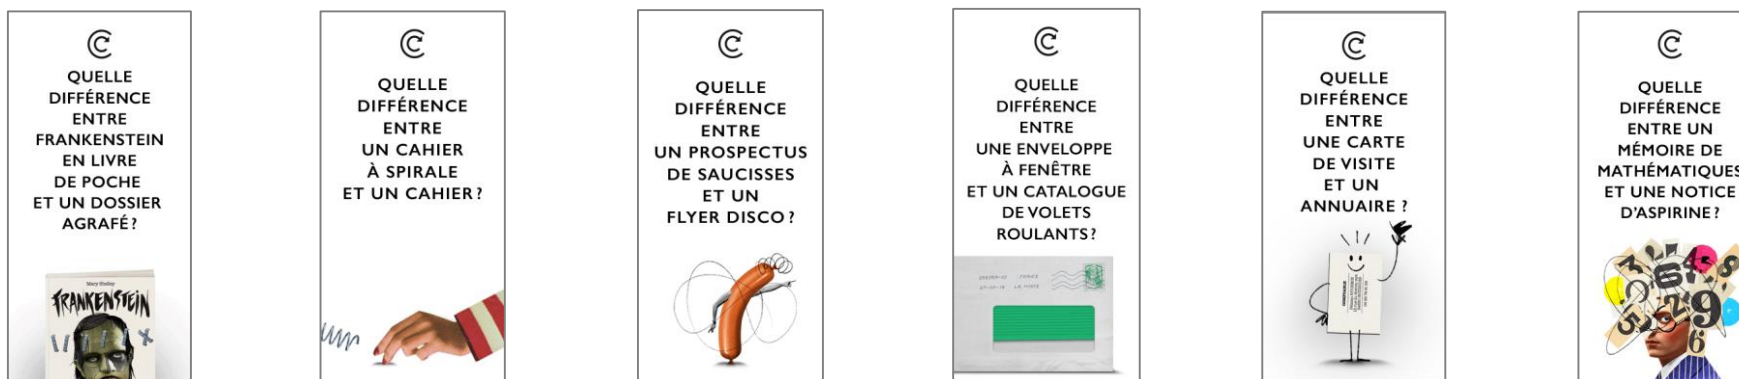 QUELLE
DIFFÉRENCE
ENTRE
FRANKENSTEIN
EN LIVRE
DE POCHE
ET UN DOSSIER
AGRAFÉ ?
Mary Shelley
FRANKENSTEIN
QUELLE
DIFFÉRENCE
ENTRE
UN CAHIER
À SPIRALE
ET UN CAHIER ?
QUELLE
DIFFÉRENCE
ENTRE
UN PROSPECTUS
DE SAUCISSES
ET UN
FLYER DISCO ?
QUELLE
DIFFÉRENCE
ENTRE
UNE ENVELOPPE
À FENÊTRE
ET UN CATALOGUE
DE VOLETS
ROULANTS ?
QUELLE
DIFFÉRENCE
ENTRE
UNE CARTE
DE VISITE
ET UN
ANNUAIRE ?
QUELLE
DIFFÉRENCE
ENTRE UN
MÉMOIRE DE
MATHÉMATIQUES
ET UNE NOTICE
D'ASPIRINE ?